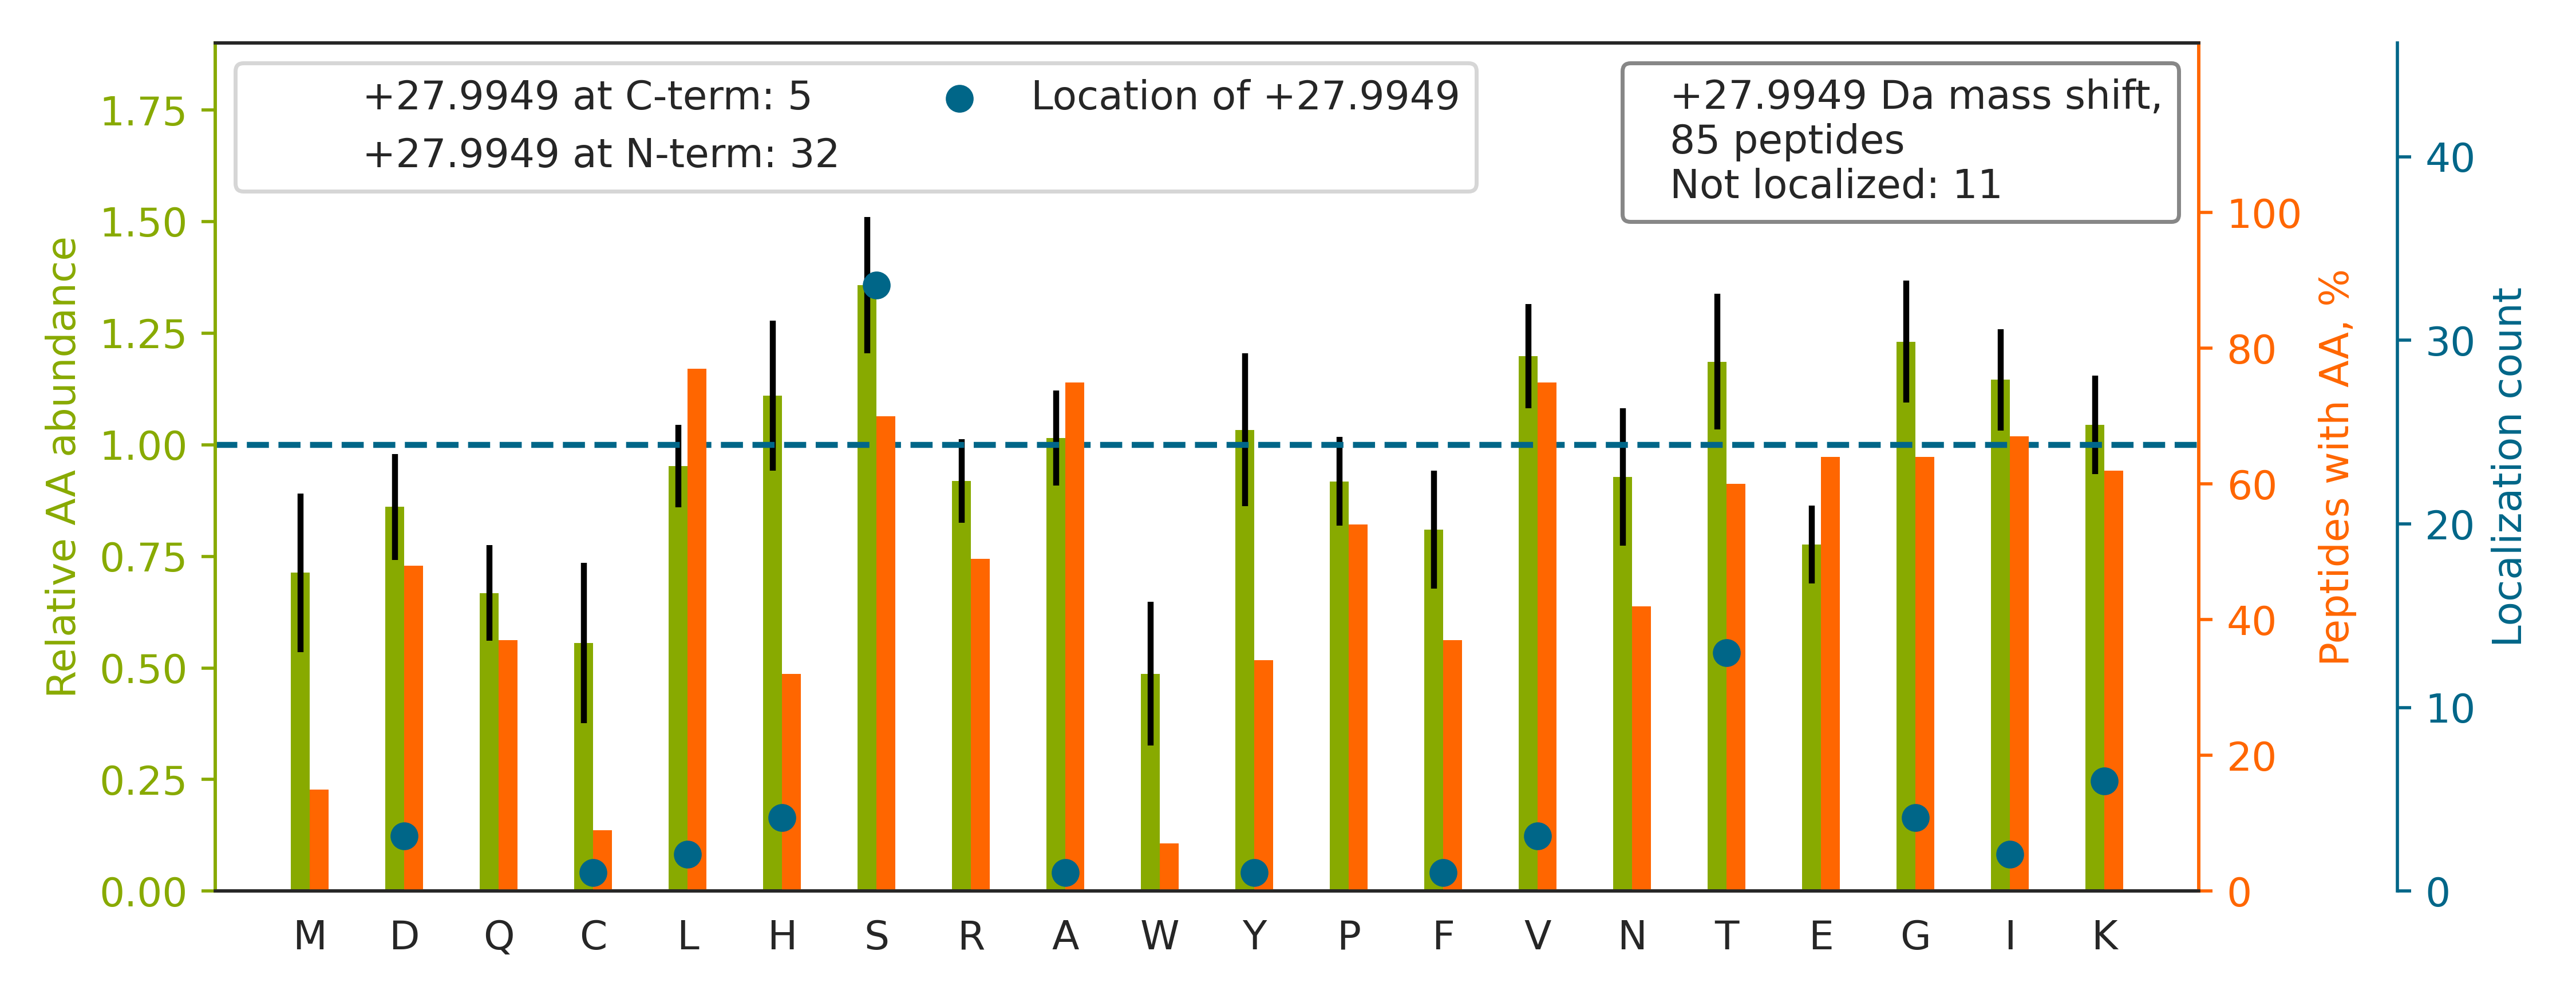 +27.9949 at C-term: 5
+27.9949 at N-term: 32
Location of +27.9949
+27.9949 Da mass shift,
85 peptides
Not localized: 11
Relative AA abundance
1.75
1.50
1.25
1.00
0.75
0.50
0.25
0.00
M D Q C L H S R A W Y P F V N T E G I K
100
80
60
40
20
0
Peptides with AA, %
40
30
20
10
0
Localization count